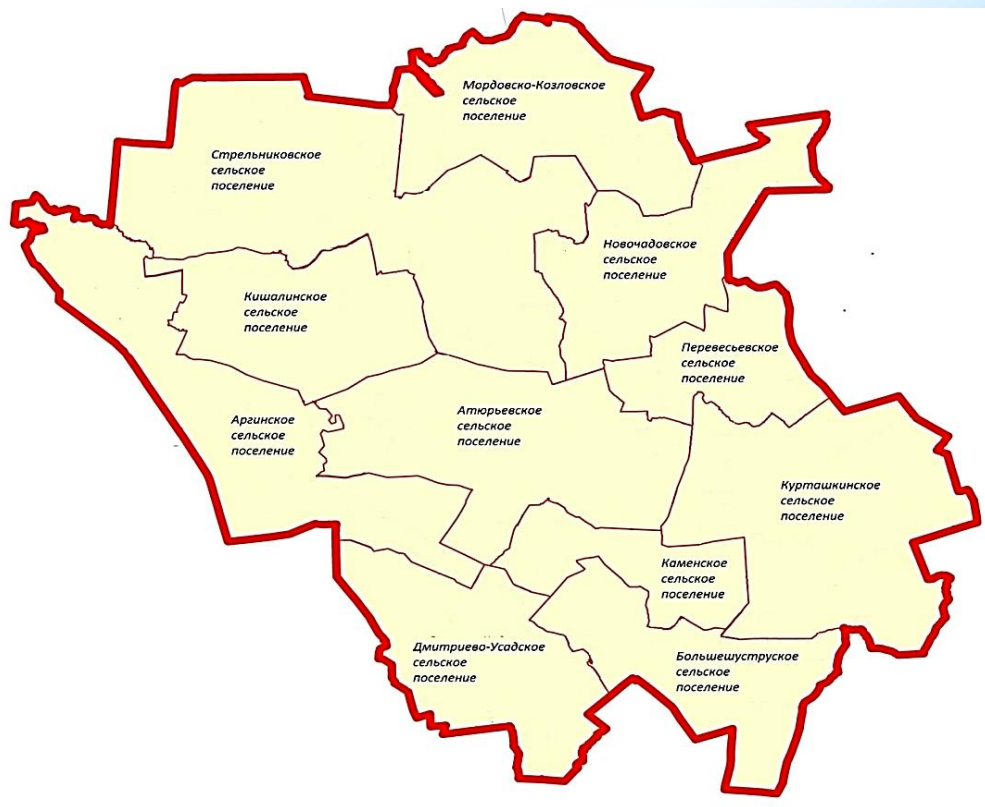 Мордовско-Козловское
сельское
поселение
Стрельниковское
сельское
поселение
Новочадовское
сельское
поселение
Кишалинское
сельское
поселение
Перевесьевское
сельское
поселение
Аргинское
сельское
поселение
Атюрьевское
сельское
поселение
Курташкинское
сельское
поселение
Каменское
сельское
поселение
Дмитриево-Усадское
сельское
поселение
Большешуструское
сельское
поселение